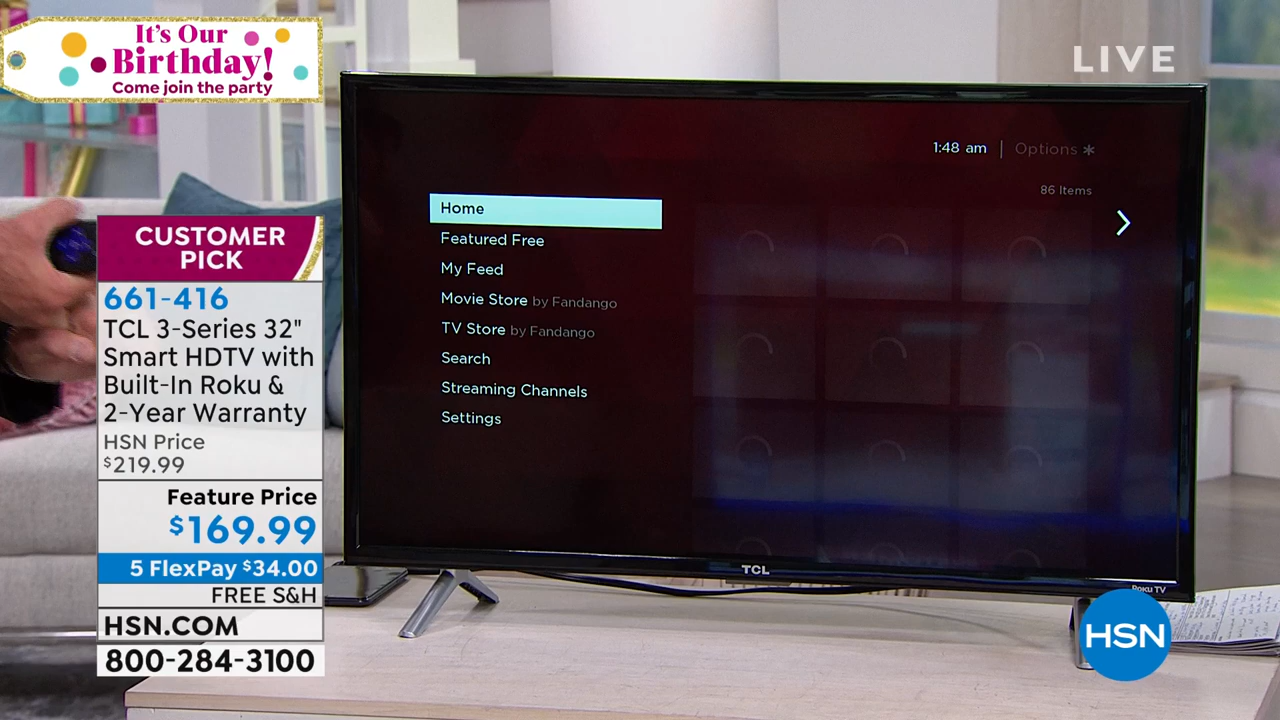 It's Our
Birthday!
Come join the party
LIVE
CUSTOMER
PICK
661-416
TCL 3-Series 32"
Smart HDTV with
Built-In Roku &
2-Year Warranty
HSN Price
$219.99
Feature Price
$169.99
5 FlexPay $34.00
FREE S&H
HSN.COM
800-284-3100
1:48 am | Options *
86 Items
Home
Featured Free
My Feed
Movie Store by Fandango
TV Store by Fandango
Search
Streaming Channels
Settings
TCL
Roku TV
HSN